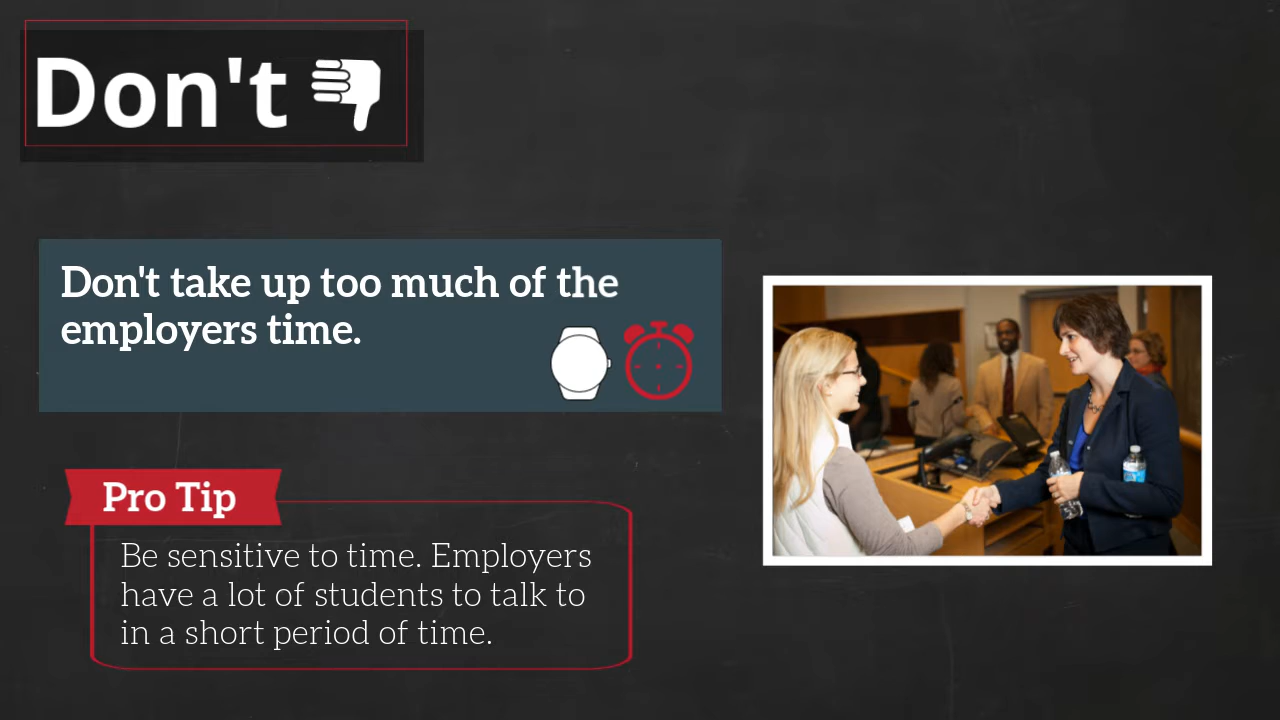 Don't
Don't take up too much of the
employers time.
Pro Tip
Be sensitive to time. Employers
have a lot of students to talk to
in a short period of time.